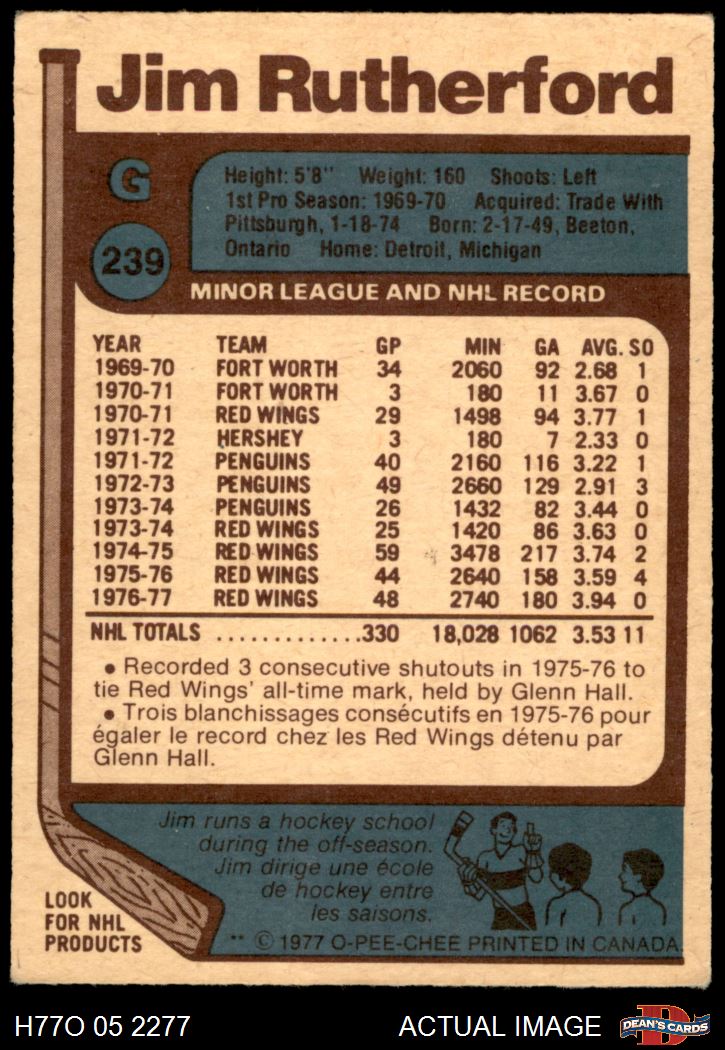 Jim Rutherford
G
239
Height: 5'8" Weight: 160 Shoots: Left
1st Pro Season: 1969-70 Acquired: Trade With
Pittsburgh, 1-18-74 Born: 2-17-49, Beeton,
Ontario Home: Detroit, Michigan
MINOR LEAGUE AND NHL RECORD
YEAR TEAM GP MIN GA AVG. SO
1969-70 FORT WORTH 34 2060 92 2.68 1
1970-71 FORT WORTH 3 180 11 3.67 0
1970-71 RED WINGS 29 1498 94 3.77 1
1971-72 HERSHEY 3 180 7 2.33 0
1971-72 PENGUINS 40 2160 116 3.22 1
1972-73 PENGUINS 49 2660 129 2.91 3
1973-74 PENGUINS 26 1432 82 3.44 0
1973-74 RED WINGS 25 1420 86 3.63 0
1974-75 RED WINGS 59 3478 217 3.74 2
1975-76 RED WINGS 44 2640 158 3.59 4
1976-77 RED WINGS 48 2740 180 3.94 0
NHL TOTALS .............330 18,028 1062 3.53 11
• Recorded 3 consecutive shutouts in 1975-76 to
tie Red Wings' all-time mark, held by Glenn Hall.
• Trois blanchissages consécutifs en 1975-76 pour
égaler le record chez les Red Wings détenu par
Glenn Hall.
Jim runs a hockey school
during the off-season.
Jim dirige une école
de hockey entre
les saisons.
LOOK
FOR NHL
PRODUCTS
** © 1977 O-PEE-CHEE PRINTED IN CANADA.
H77O 05 2277 ACTUAL IMAGE D DEAN'S CARDS